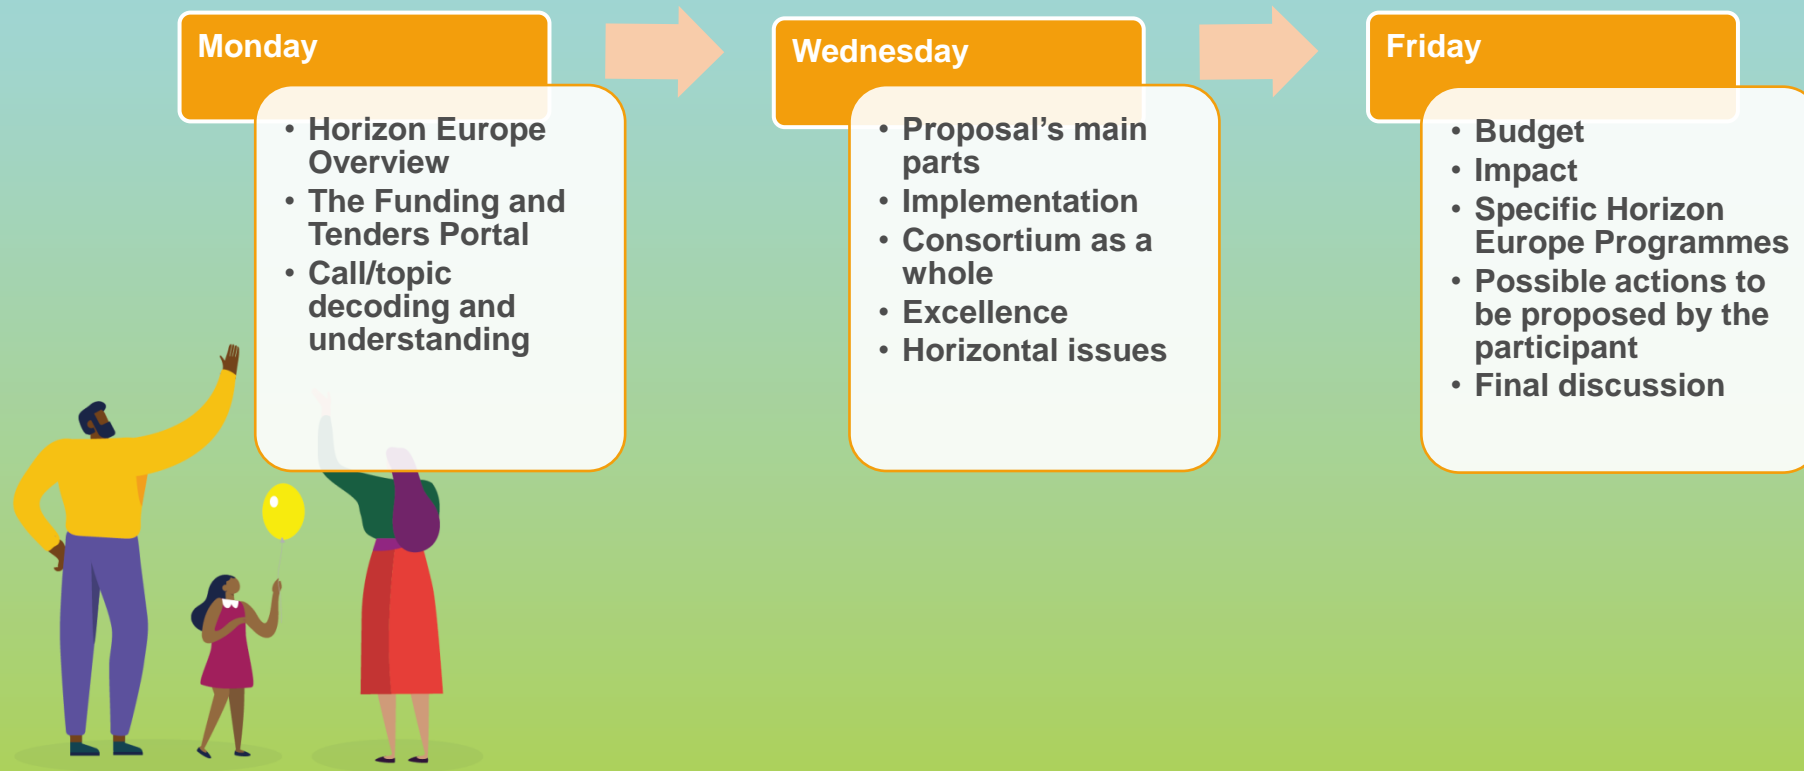 Monday
• Horizon Europe
Overview
• The Funding and
Tenders Portal
• Call/topic
decoding and
understanding
Wednesday
• Proposal’s main
parts
• Implementation
• Consortium as a
whole
• Excellence
• Horizontal issues
Friday
• Budget
• Impact
• Specific Horizon
Europe Programmes
• Possible actions to
be proposed by the
participant
• Final discussion